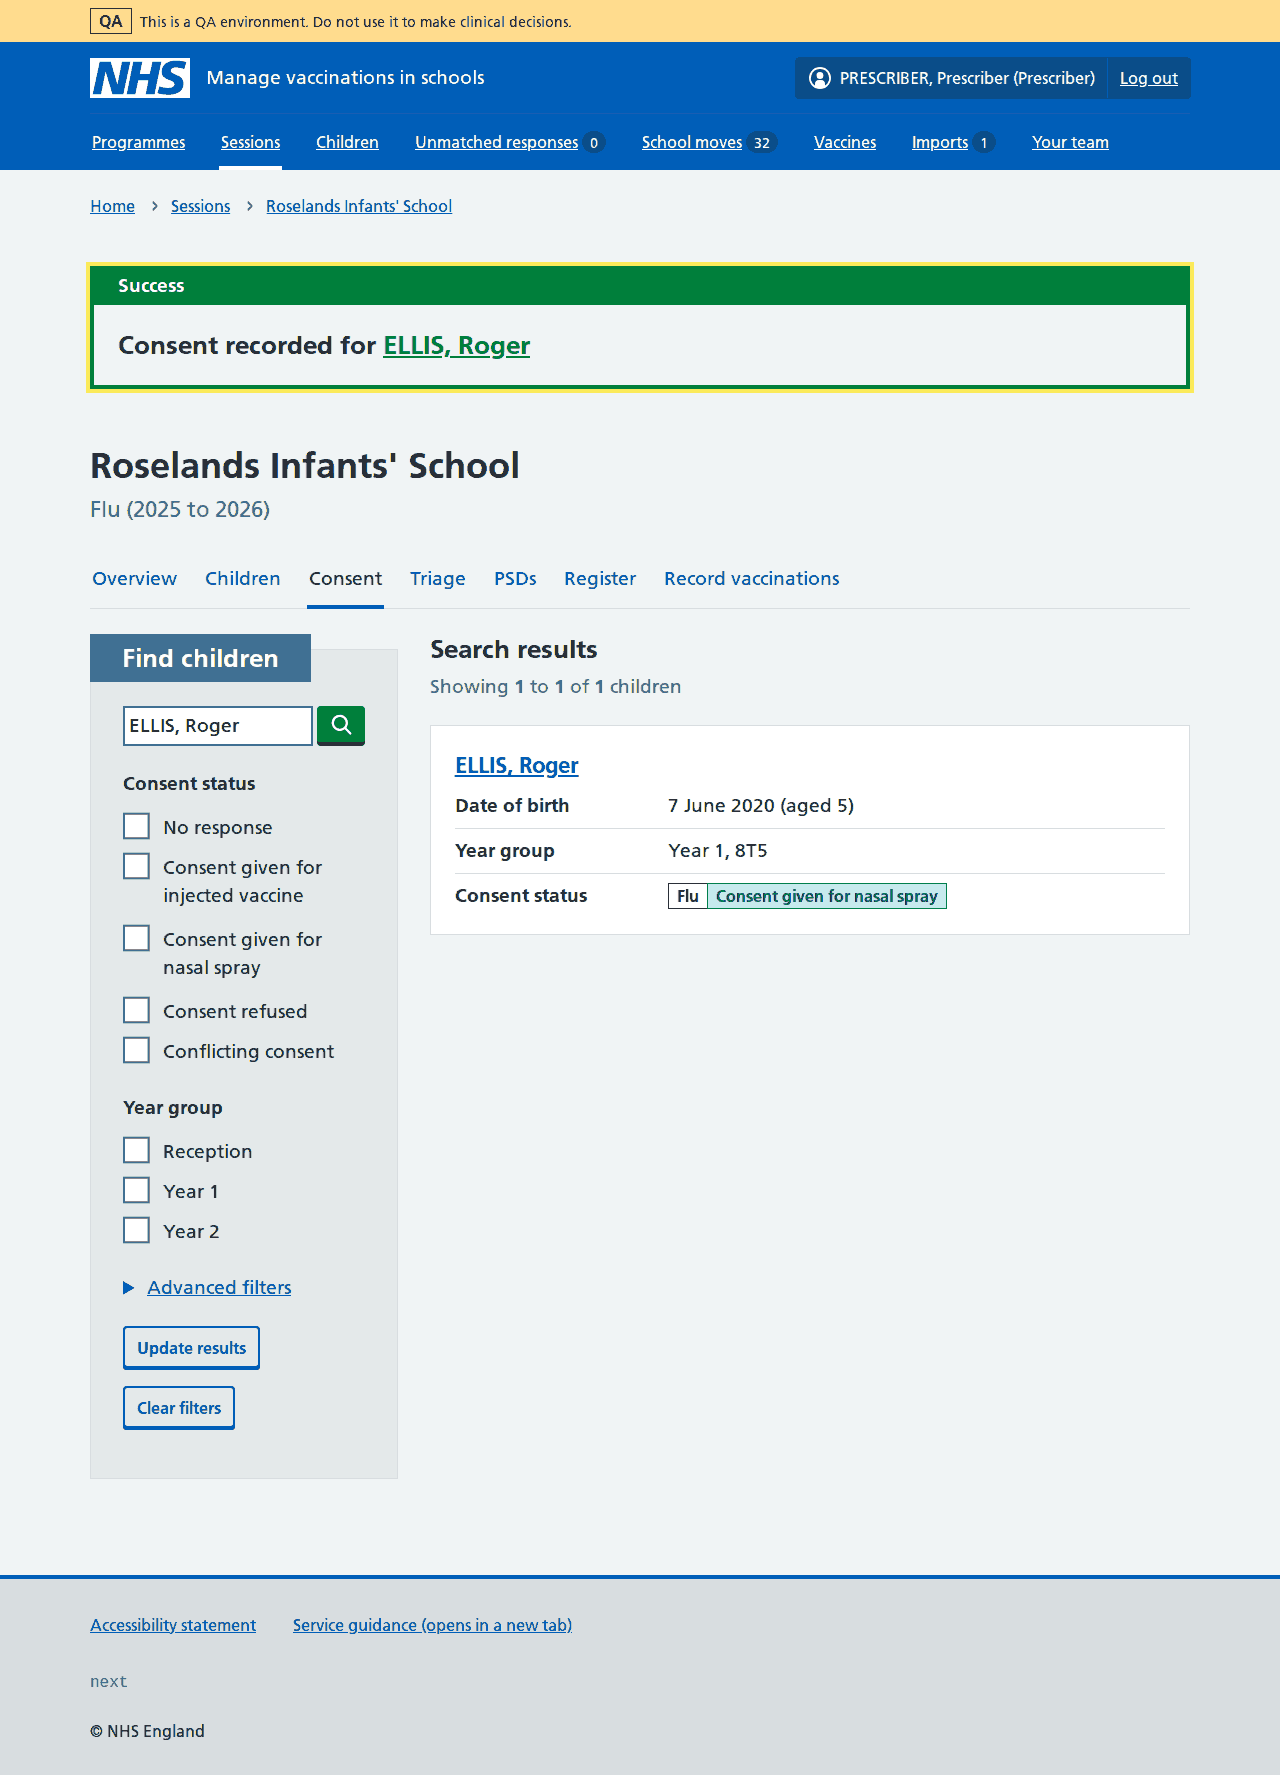 QA This is a QA environment. Do not use it to make clinical decisions.
NHS Manage vaccinations in schools PRESCRIBER, Prescriber (Prescriber) Log out
Programmes Sessions Children Unmatched responses 0 School moves 32 Vaccines Imports 1 Your team
Home Sessions Roselands Infants' School
Success
Consent recorded for ELLIS, Roger
Roselands Infants' School
Flu (2025 to 2026)
Overview Children Consent Triage PSDs Register Record vaccinations
Find children
ELLIS, Roger
Consent status
No response
Consent given for
injected vaccine
Consent given for
nasal spray
Consent refused
Conflicting consent
Year group
Reception
Year 1
Year 2
Advanced filters
Update results
Clear filters
Search results
Showing 1 to 1 of 1 children
ELLIS, Roger
Date of birth 7 June 2020 (aged 5)
Year group Year 1, 8T5
Consent status Flu Consent given for nasal spray
Accessibility statement Service guidance (opens in a new tab)
next
© NHS England